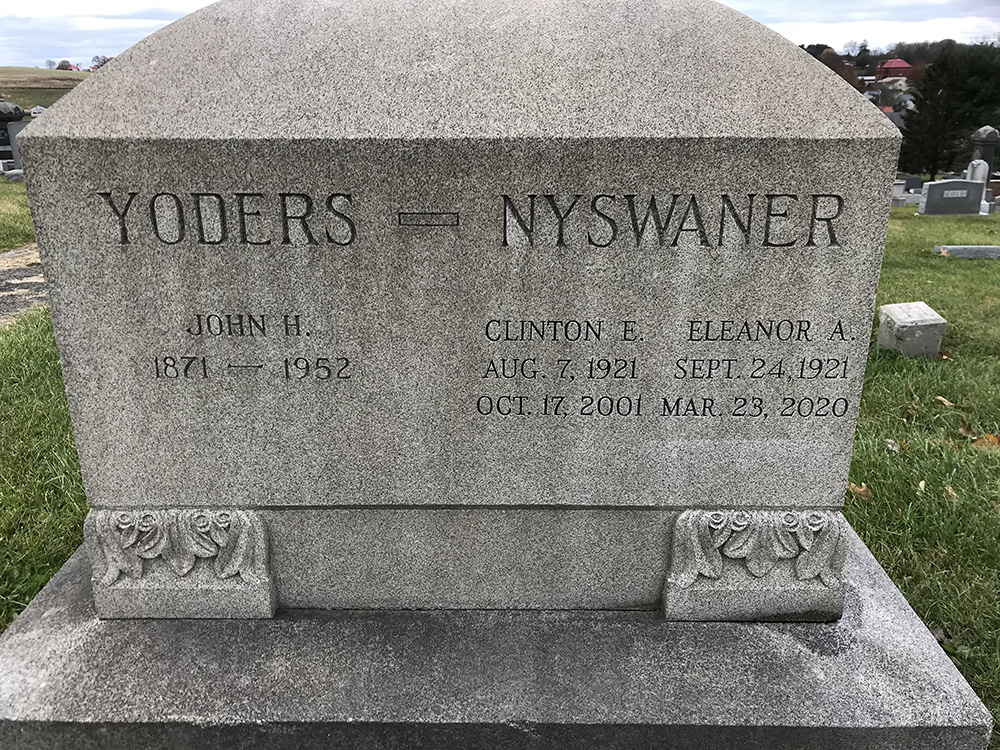 YODERS — NYSWANER
JOHN H.
1871 — 1952
CLINTON E.
AUG. 7, 1921
OCT. 17, 2001
ELEANOR A.
SEPT. 24, 1921
MAR. 23, 2020
COLE